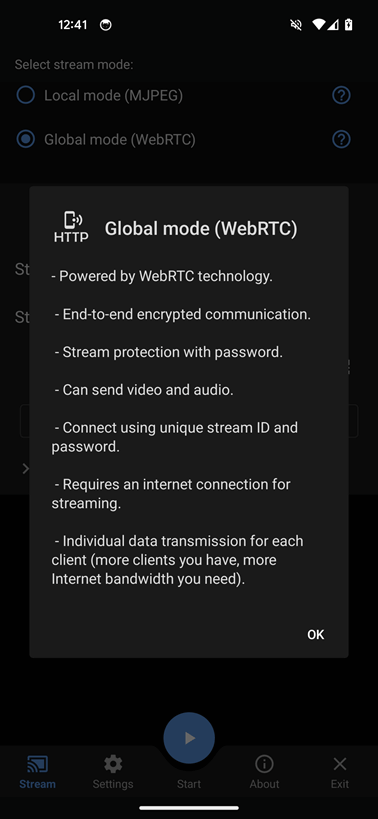 12:41
Select stream mode:
Local mode (MJPEG)
Global mode (WebRTC)
HTTP
Global mode (WebRTC)
- Powered by WebRTC technology.
- End-to-end encrypted communication.
- Stream protection with password.
- Can send video and audio.
- Connect using unique stream ID and
password.
- Requires an internet connection for
streaming.
- Individual data transmission for each
client (more clients you have, more
Internet bandwidth you need).
OK
St
St
Stream
Settings
Start
About
Exit